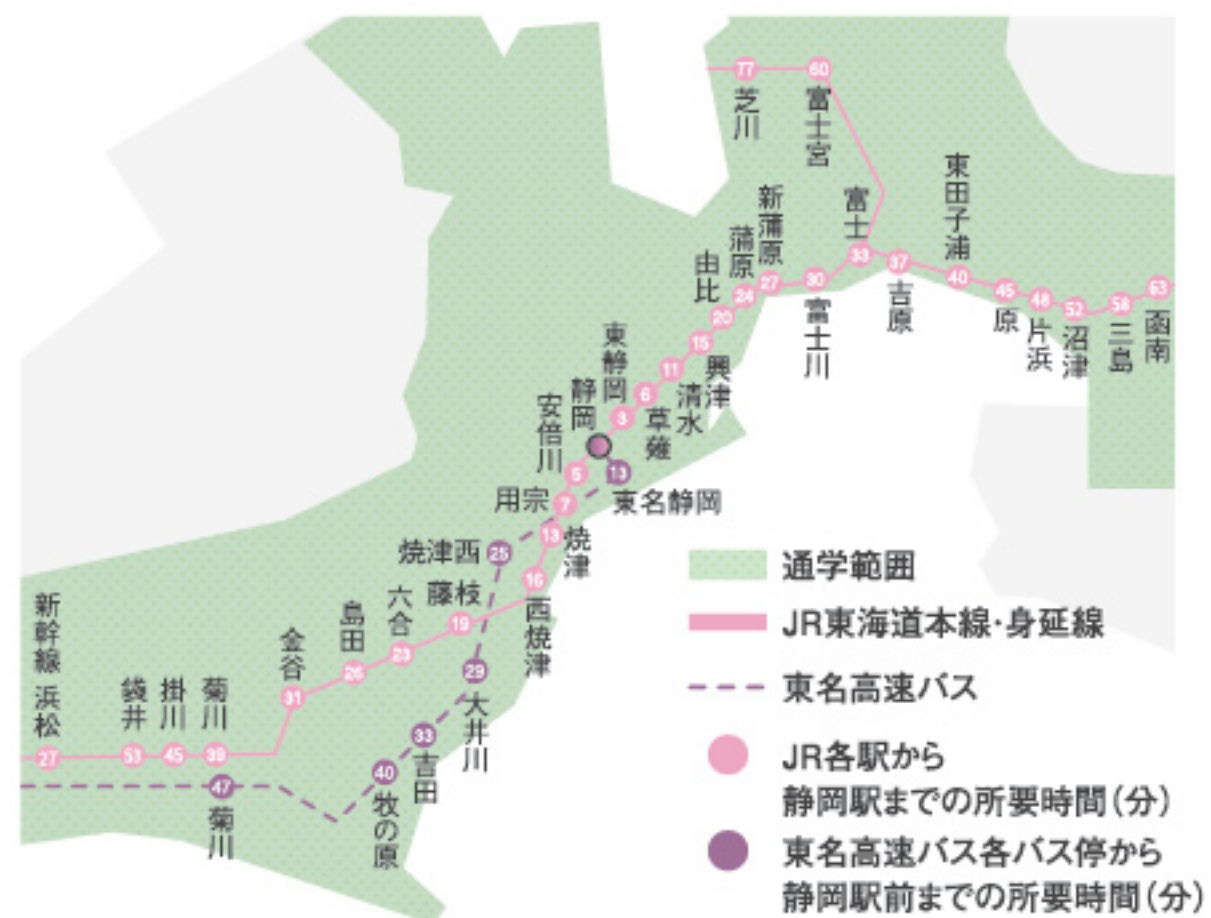 77
芝川
60
富士宮
富士
33
37
吉原
東田子浦
40
45
原
48
片浜
52
沼津
58
三島
63
函南
富士川
30
新蒲原
27
蒲原
24
由比
20
興津
15
清水
11
草薙
6
東静岡
3
静岡
13
東名静岡
安倍川
5
用宗
7
焼津
13
西焼津
16
焼津西
25
藤枝
19
六合
23
島田
26
金谷
31
菊川
39
掛川
45
袋井
53
新幹線 浜松
27
大井川
29
吉田
33
牧の原
40
菊川
47
通学範囲
JR東海道本線・身延線
東名高速バス
JR各駅から
静岡駅までの所要時間(分)
東名高速バス各バス停から
静岡駅前までの所要時間(分)